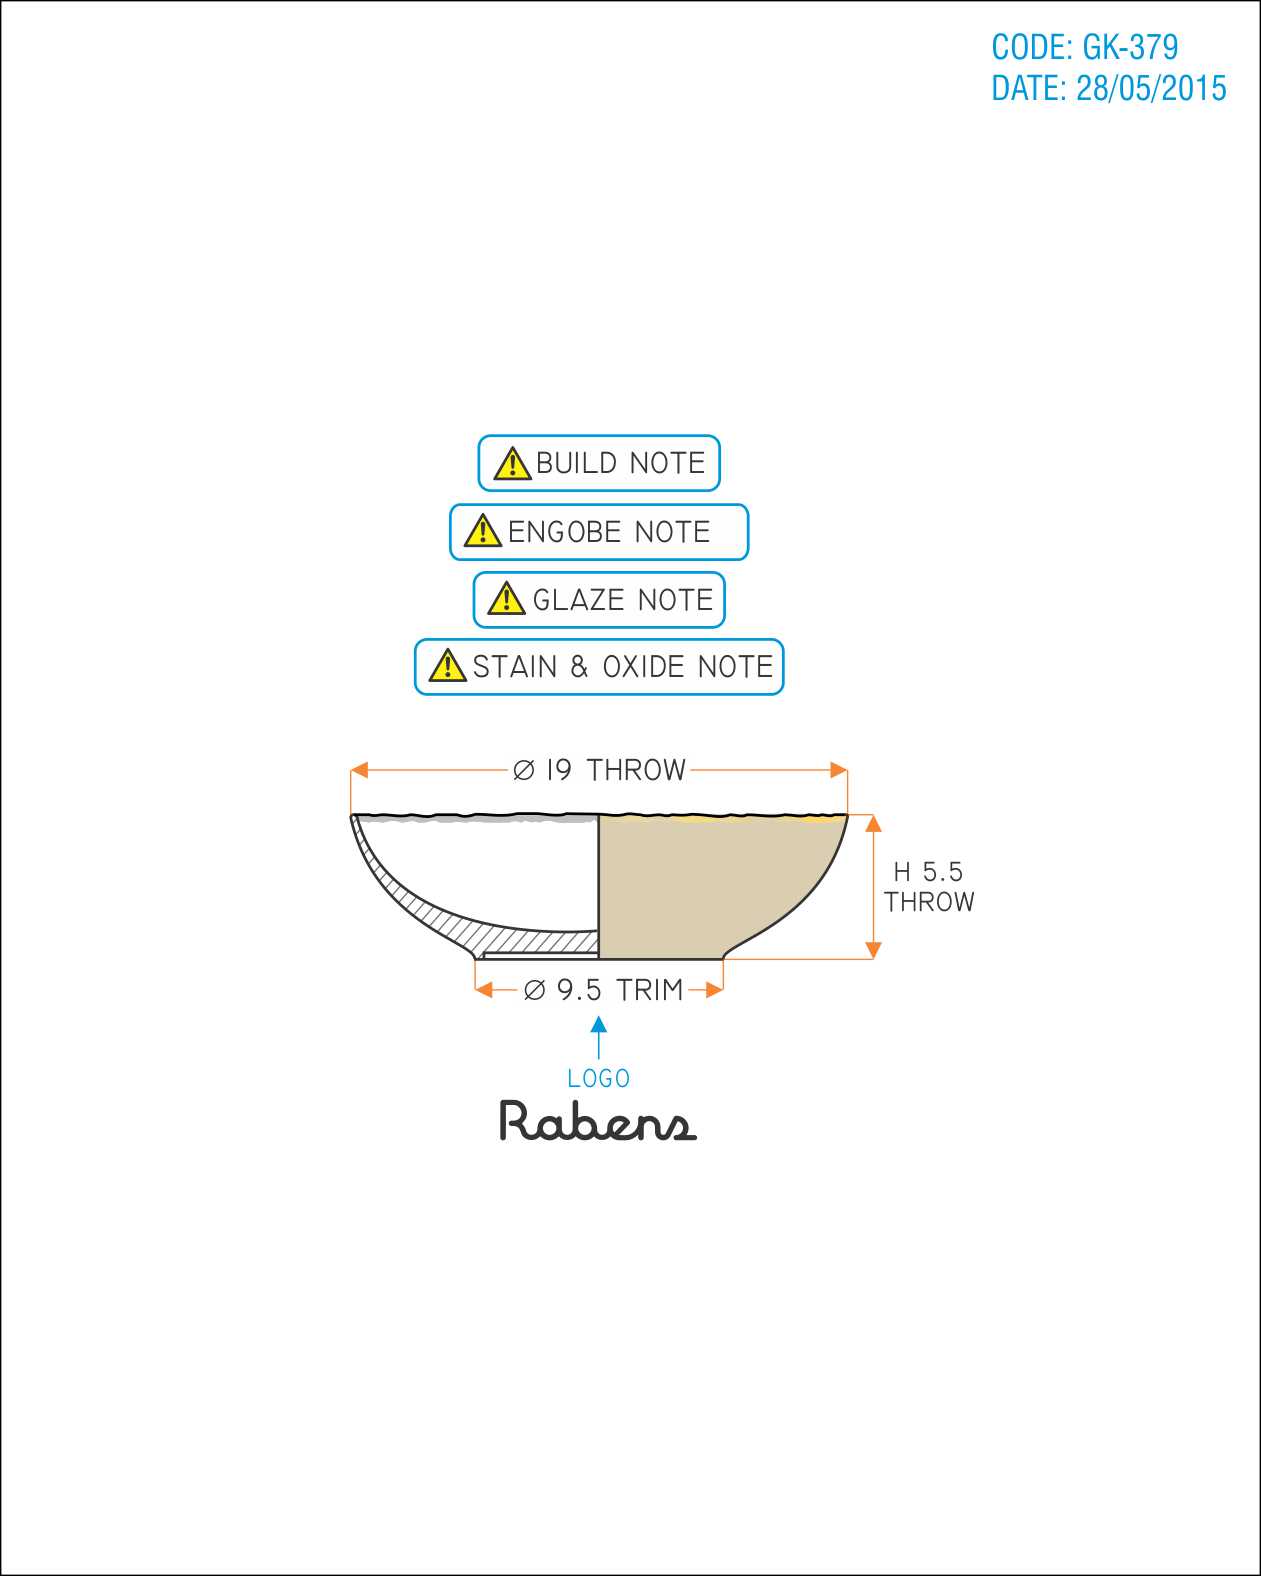 CODE: GK-379
DATE: 28/05/2015
BUILD NOTE
ENGOBE NOTE
GLAZE NOTE
STAIN & OXIDE NOTE
Ø 19 THROW
H 5.5
THROW
Ø 9.5 TRIM
LOGO
Rabens